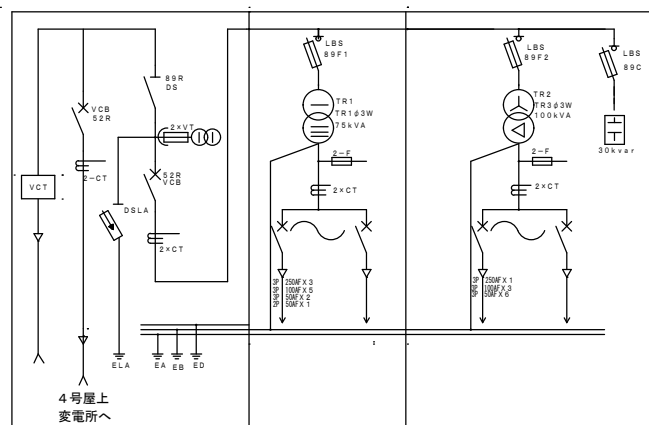 VCT
VCB
52R
2-CT
4号屋上
変電所へ
89R
DS
2×VT
52R
VCB
DSLA
2×CT
ELA
EA
EB
ED
LBS
89F1
TR1
TR1φ3W
75kVA
2-F
2×CT
3P 250AF×3
3P 100AF×5
3P 50AF×2
2P 50AF×1
LBS
89F2
TR2
TR3φ3W
100kVA
2-F
2×CT
3P 250AF×1
3P 100AF×3
3P 50AF×6
LBS
89C
30kvar